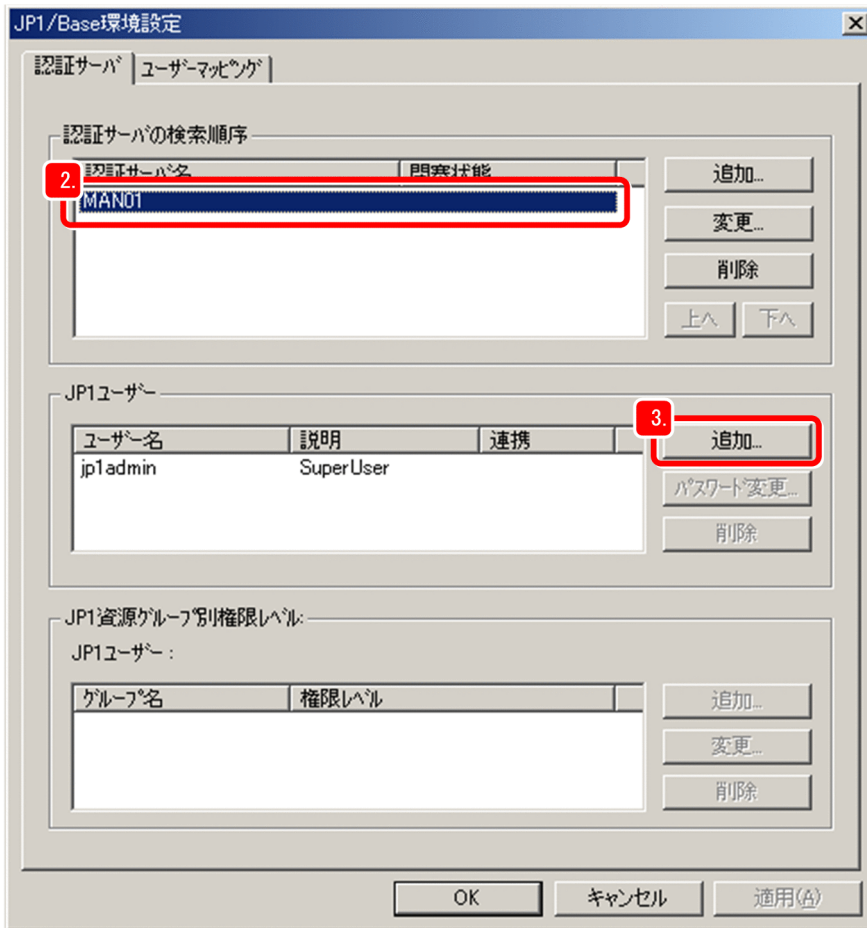 JP1/Base環境設定
認証サーバ ユーザーマッピング
認証サーバの検索順序
認証サーバ名 閉塞状態
2.
MAN01
追加...
変更...
削除
上へ 下へ
JP1ユーザー
3.
ユーザー名 説明 連携
jp1admin SuperUser
追加...
パスワード変更...
削除
JP1資源グループ別権限レベル:
JP1ユーザー:
グループ名 権限レベル
追加...
変更...
削除
OK キャンセル 適用(A)